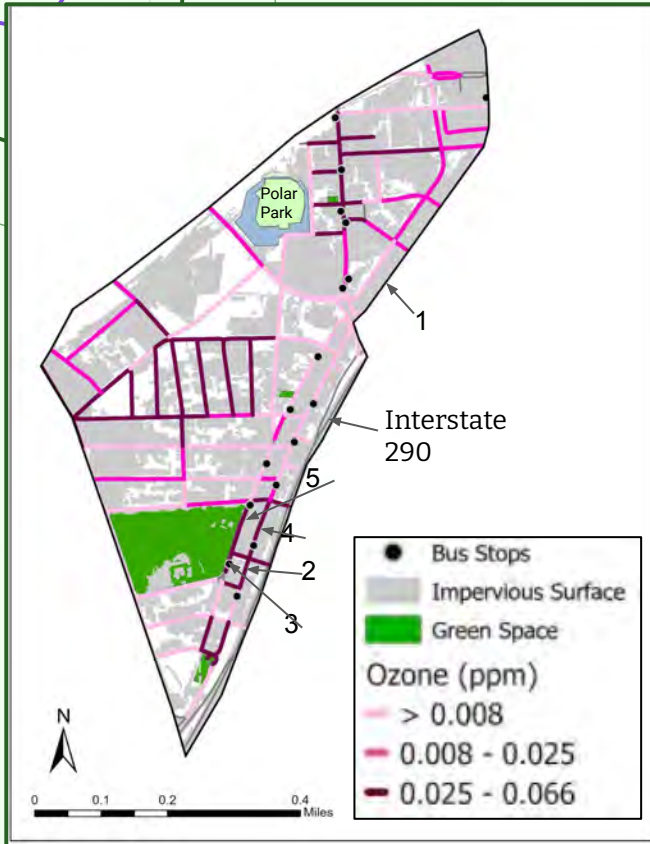 Polar
Park
1
Interstate
290
5
4
2
3
Bus Stops
Impervious Surface
Green Space
Ozone (ppm)
> 0.008
0.008 - 0.025
0.025 - 0.066
N
0 0.1 0.2 0.4
Miles